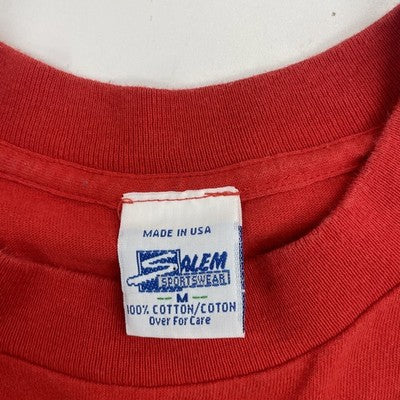 MADE IN USA
SALEM
SPORTSWEAR
- M -
100% COTTON/COTON
Over For Care